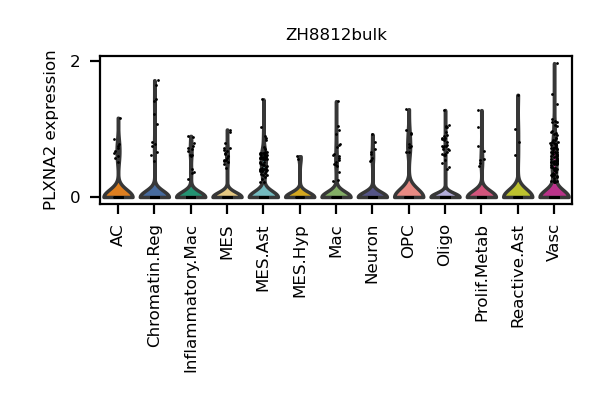 ZH8812bulk
PLXNA2 expression
2
0
AC
Chromatin.Reg
Inflammatory.Mac
MES
MES.Ast
MES.Hyp
Mac
Neuron
OPC
Oligo
Prolif.Metab
Reactive.Ast
Vasc